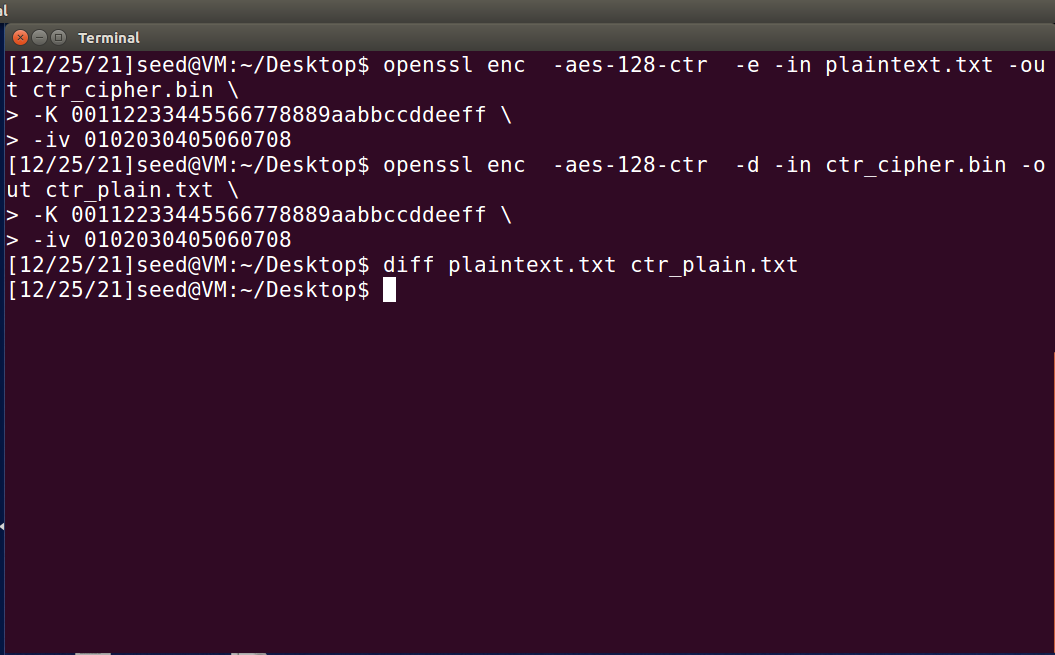 al
Terminal
[12/25/21]seed@VM:~/Desktop$ openssl enc  -aes-128-ctr  -e -in plaintext.txt -ou
t ctr_cipher.bin \
> -K 00112233445566778889aabbccddeeff \
> -iv 0102030405060708
[12/25/21]seed@VM:~/Desktop$ openssl enc  -aes-128-ctr  -d -in ctr_cipher.bin -o
ut ctr_plain.txt \
> -K 00112233445566778889aabbccddeeff \
> -iv 0102030405060708
[12/25/21]seed@VM:~/Desktop$ diff plaintext.txt ctr_plain.txt
[12/25/21]seed@VM:~/Desktop$